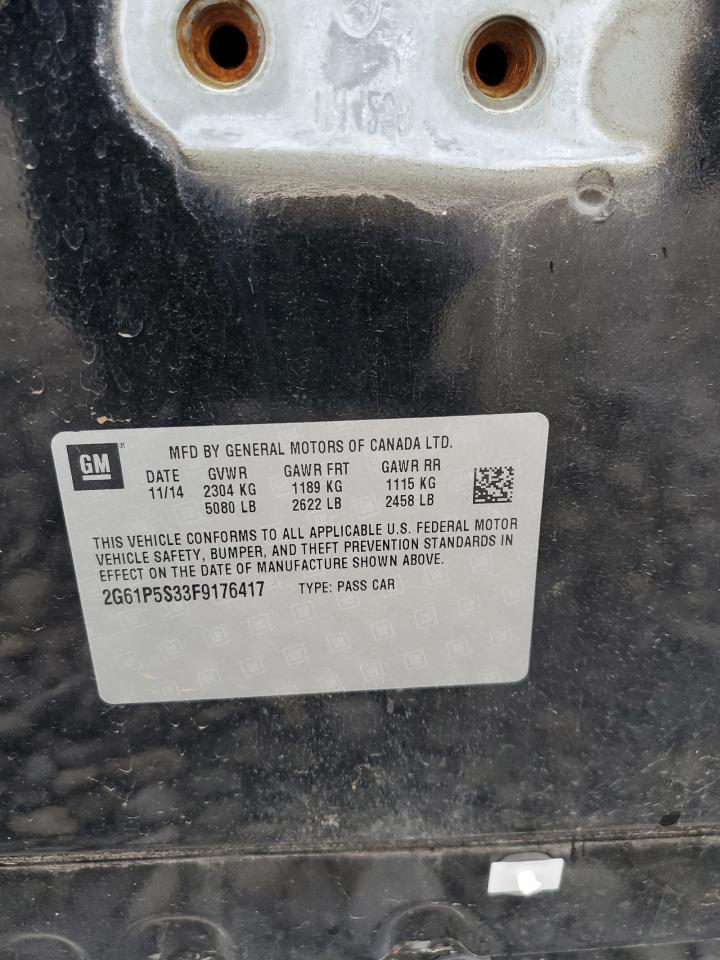 GM
MFD BY GENERAL MOTORS OF CANADA LTD.
DATE GVWR GAWR FRT GAWR RR
11/14 2304 KG 1189 KG 1115 KG
5080 LB 2622 LB 2458 LB
THIS VEHICLE CONFORMS TO ALL APPLICABLE U.S. FEDERAL MOTOR
VEHICLE SAFETY, BUMPER, AND THEFT PREVENTION STANDARDS IN
EFFECT ON THE DATE OF MANUFACTURE SHOWN ABOVE.
2G61P5S33F9176417 TYPE: PASS CAR